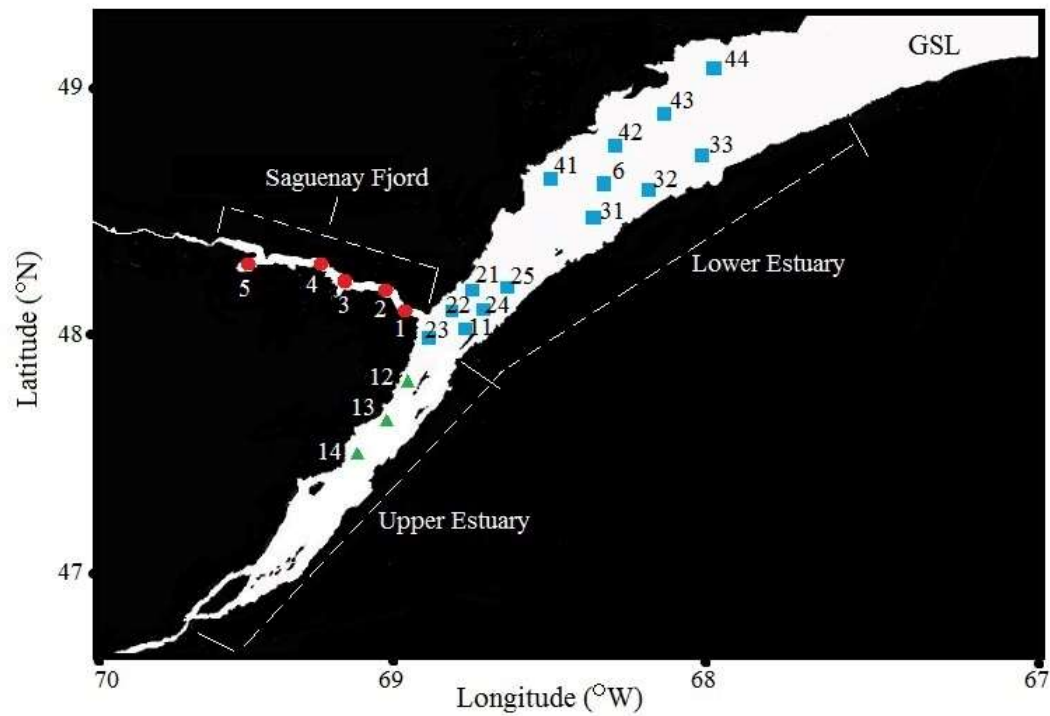 GSL
44
49
43
42
33
41
6
32
Saguenay Fjord
31
Lower Estuary
21 25
5 4 3 2 1
22 24
23 11
48
12
13
14
Upper Estuary
47
70 69 68 67
Latitude (°N)
Longitude (°W)